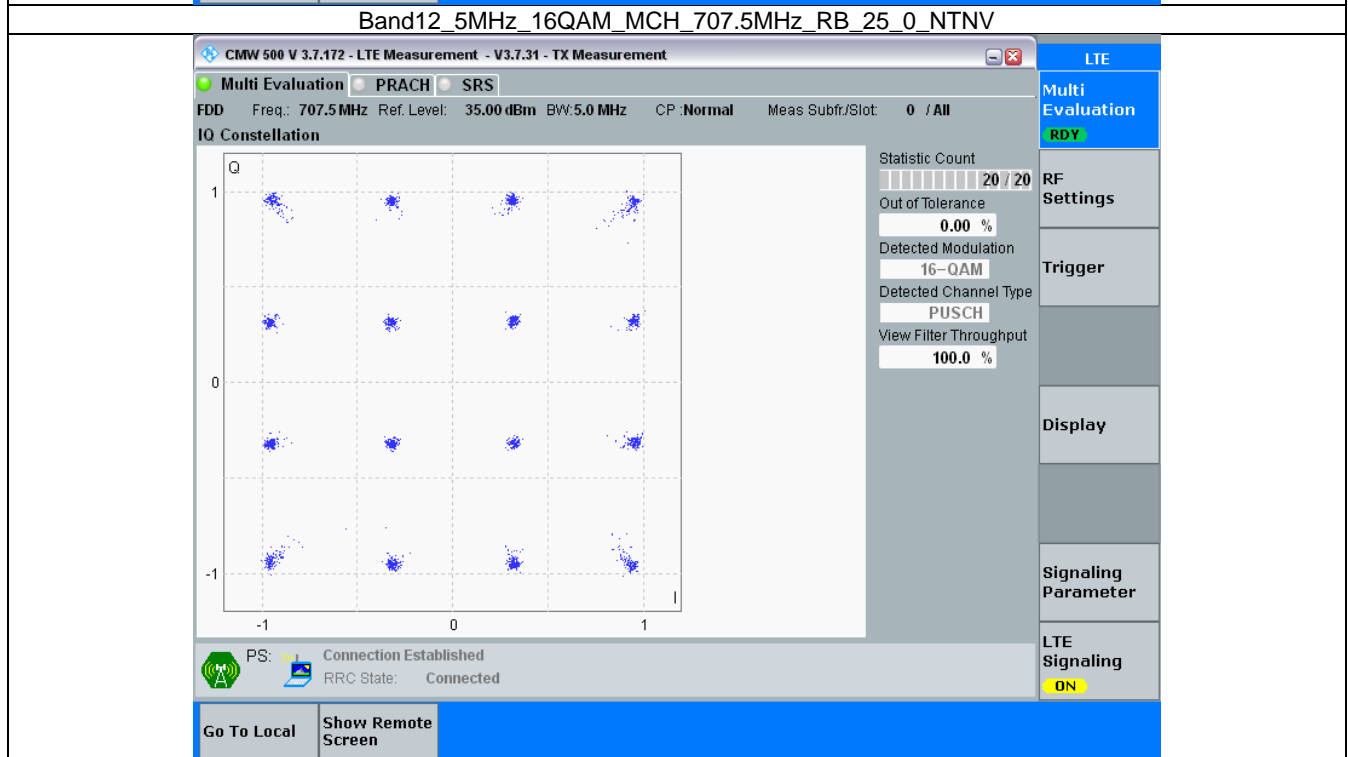 Band12_5MHz_16QAM_MCH_707.5MHz_RB_25_0_NTNV
CMW 500 V 3.7.172 - LTE Measurement - V3.7.31 - TX Measurement
LTE
Multi Evaluation PRACH SRS
FDD Freq.: 707.5 MHz Ref. Level: 35.00 dBm BW:5.0 MHz CP :Normal Meas Subfr./Slot: 0 / All
IQ Constellation
Multi
Evaluation
RDY
Q
1
0
-1
I
-1 0 1
Statistic Count
20 / 20
Out of Tolerance
0.00 %
Detected Modulation
16-QAM
Detected Channel Type
PUSCH
View Filter Throughput
100.0 %
RF
Settings
Trigger
Display
Signaling
Parameter
LTE
Signaling
ON
PS: Connection Established
RRC State: Connected
Go To Local
Show Remote
Screen